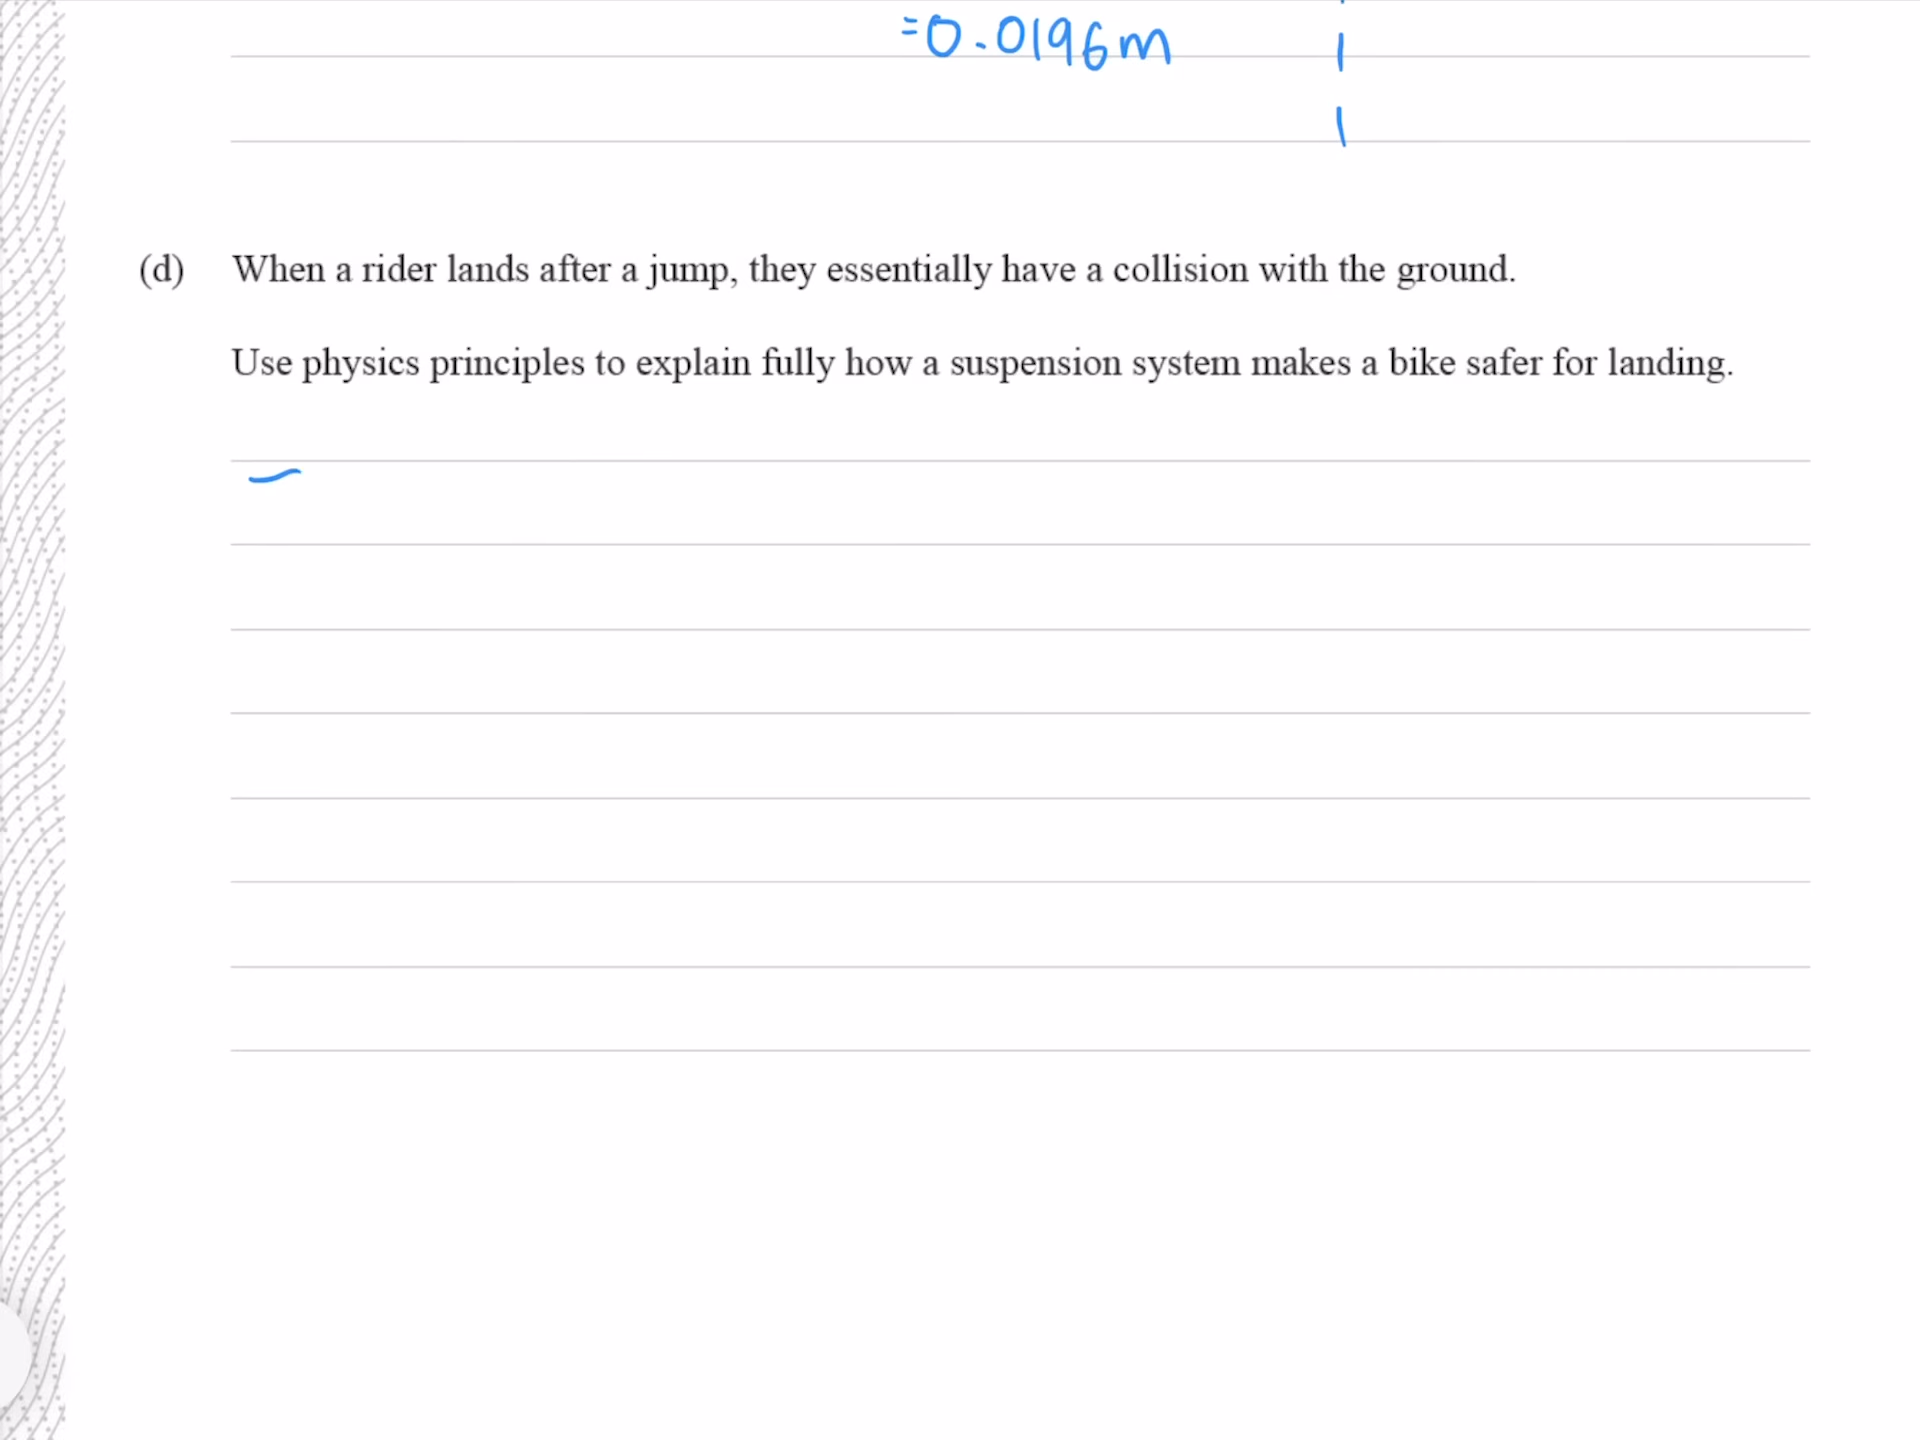 =0.0196m
(d) When a rider lands after a jump, they essentially have a collision with the ground.
Use physics principles to explain fully how a suspension system makes a bike safer for landing.